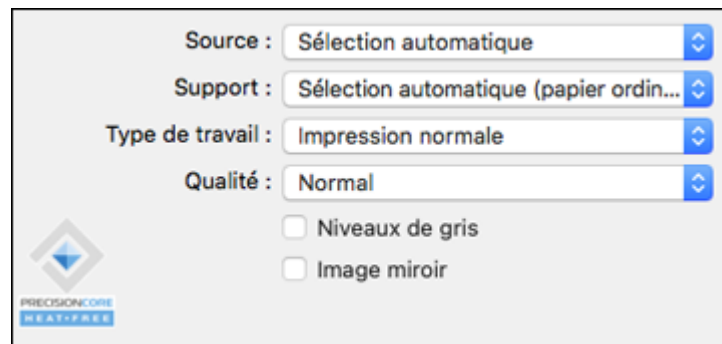 Source : Sélection automatique
Support : Sélection automatique (papier ordin...
Type de travail : Impression normale
Qualité : Normal
Niveaux de gris
Image miroir
PRECISIONCORE
HEAT-FREE